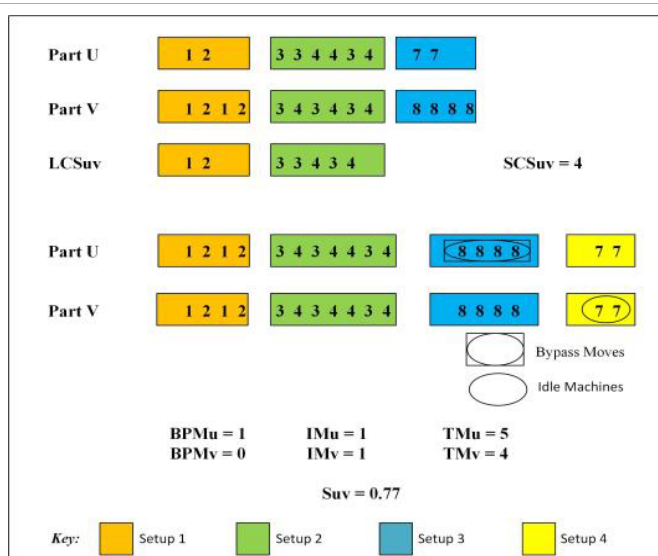 Part U 1 2 3 3 4 4 3 4 7 7
Part V 1 2 1 2 3 4 3 4 3 4 8 8 8 8
LCSuv 1 2 3 3 4 3 4 SCSuv = 4
Part U 1 2 1 2 3 4 3 4 4 3 4 8 8 8 8 7 7
Part V 1 2 1 2 3 4 3 4 4 3 4 8 8 8 8 7 7
Bypass Moves
Idle Machines
BPMu = 1 IMu = 1 TMu = 5
BPMv = 0 IMv = 1 TMv = 4
Suv = 0.77
Key: Setup 1 Setup 2 Setup 3 Setup 4